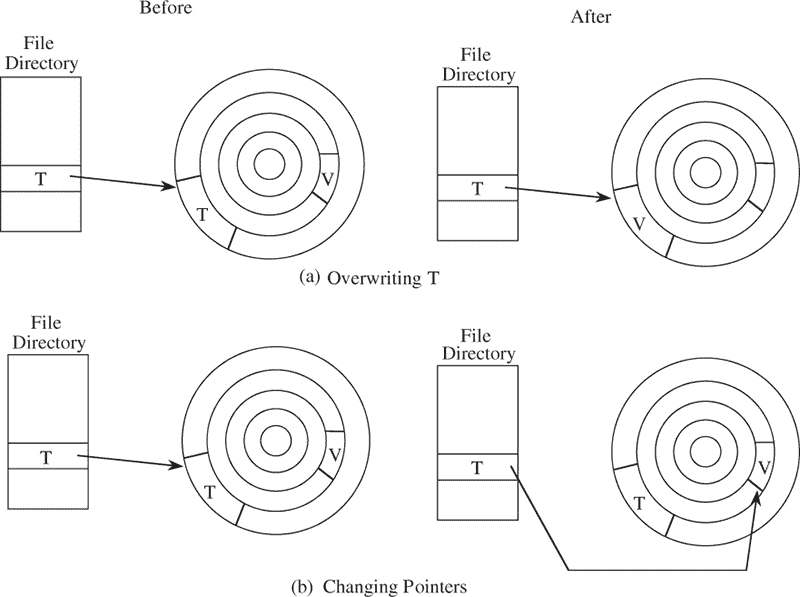 Before
After
File
Directory
T
T
V
File
Directory
T
V
(a) Overwriting T
File
Directory
T
T
V
File
Directory
T
T
V
(b) Changing Pointers